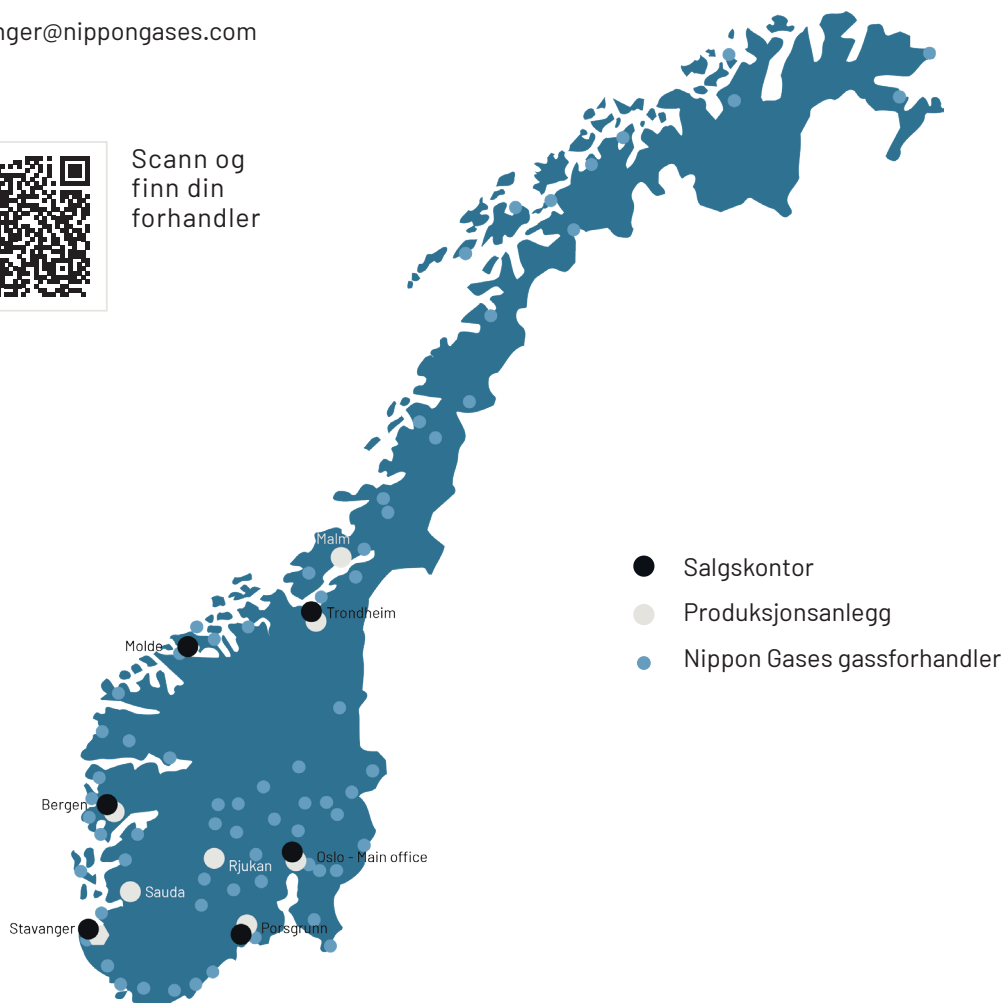 nger@nippongases.com
Scann og
finn din
forhandler
Malm
Trondheim
Molde
Salgskontor
Produksjonsanlegg
Nippon Gases gassforhandler
Bergen
Oslo - Main office
Rjukan
Sauda
Stavanger
Porsgrunn